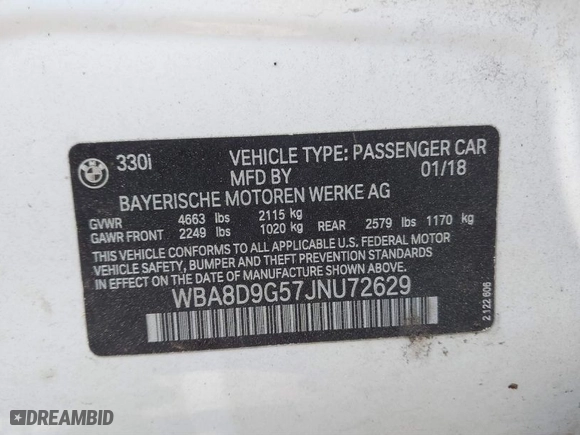 BMW
330i
VEHICLE TYPE: PASSENGER CAR
MFD BY 01/18
BAYERISCHE MOTOREN WERKE AG
GVWR 4663 lbs 2115 kg
GAWR FRONT 2249 lbs 1020 kg REAR 2579 lbs 1170 kg
THIS VEHICLE CONFORMS TO ALL APPLICABLE U.S. FEDERAL MOTOR
VEHICLE SAFETY, BUMPER AND THEFT PREVENTION STANDARDS
IN EFFECT ON THE DATE OF MANUFACTURE SHOWN ABOVE.
WBA8D9G57JNU72629
2 122 606
DREAMBID